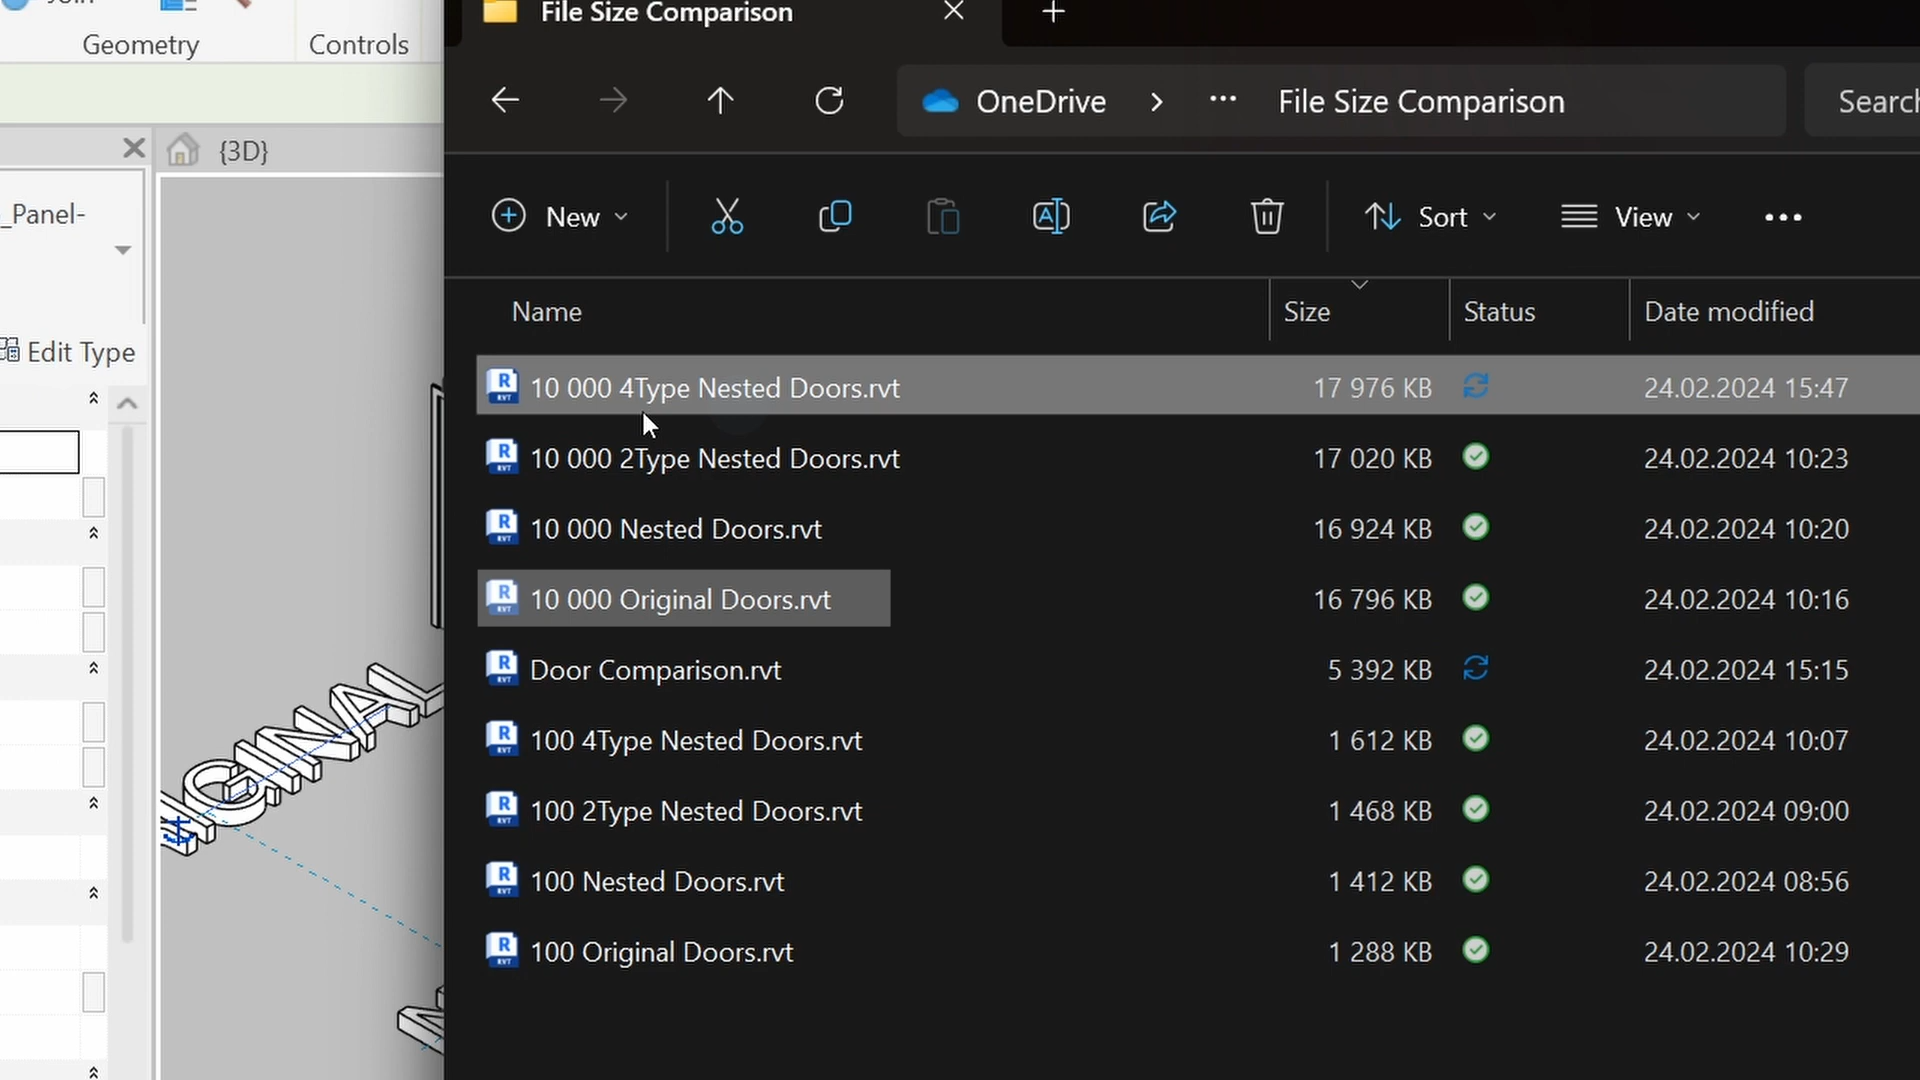 Geometry
Controls
{3D}
_Panel-
Edit Type
File Size Comparison
OneDrive > ... File Size Comparison
Search
New
Sort
View
Name
Size
Status
Date modified
10 000 4Type Nested Doors.rvt 17 976 KB 24.02.2024 15:47
10 000 2Type Nested Doors.rvt 17 020 KB 24.02.2024 10:23
10 000 Nested Doors.rvt 16 924 KB 24.02.2024 10:20
10 000 Original Doors.rvt 16 796 KB 24.02.2024 10:16
Door Comparison.rvt 5 392 KB 24.02.2024 15:15
100 4Type Nested Doors.rvt 1 612 KB 24.02.2024 10:07
100 2Type Nested Doors.rvt 1 468 KB 24.02.2024 09:00
100 Nested Doors.rvt 1 412 KB 24.02.2024 08:56
100 Original Doors.rvt 1 288 KB 24.02.2024 10:29
IGINAL